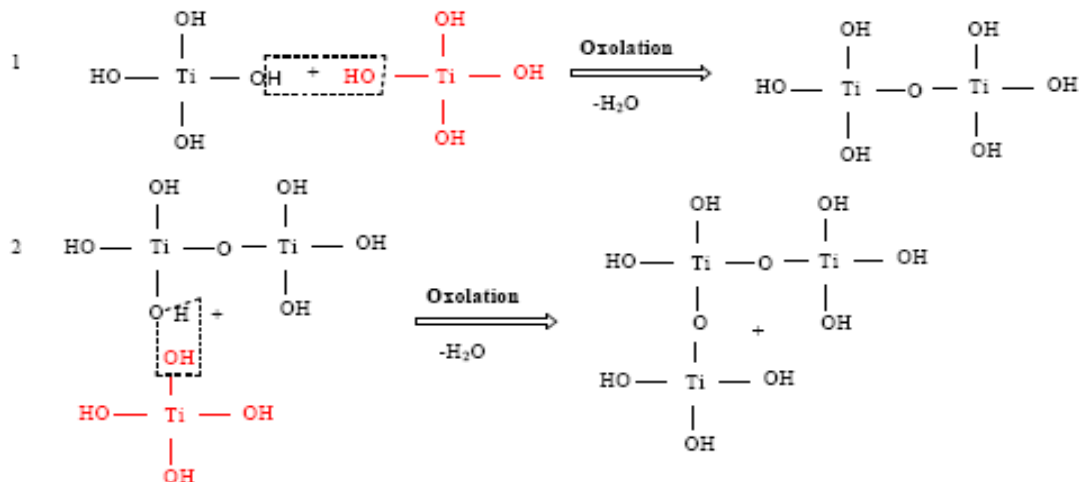 OH OH
1 HO Ti OH + HO Ti OH Oxolation HO Ti O Ti OH
OH OH -H₂O OH OH
OH OH
OH OH OH OH
2 HO Ti O Ti OH HO Ti O Ti OH
OH + OH Oxolation O + OH
OH -H₂O HO Ti OH
HO Ti OH OH
OH